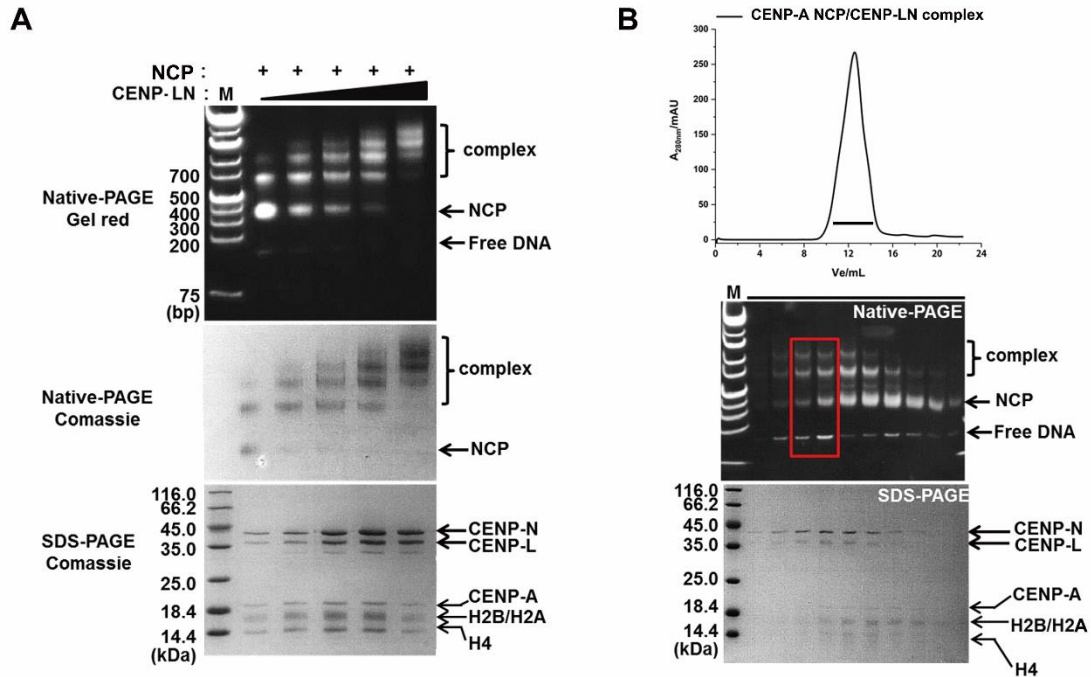 A
NCP :
+ + + + +
CENP-LN : M
700
500
400
300
200
75
(bp)
Native-PAGE
Gel red
complex
NCP
Free DNA
Native-PAGE
Comassie
complex
NCP
116.0
66.2
45.0
35.0
25.0
18.4
14.4
(kDa)
SDS-PAGE
Comassie
CENP-N
CENP-L
CENP-A
H2B/H2A
H4
B
CENP-A NCP/CENP-LN complex
A280nm/mAU
300
250
200
150
100
50
0
0 4 8 12 16 20 24
Ve/mL
M
Native-PAGE
complex
NCP
Free DNA
SDS-PAGE
116.0
66.2
45.0
35.0
25.0
18.4
14.4
(kDa)
CENP-N
CENP-L
CENP-A
H2B/H2A
H4